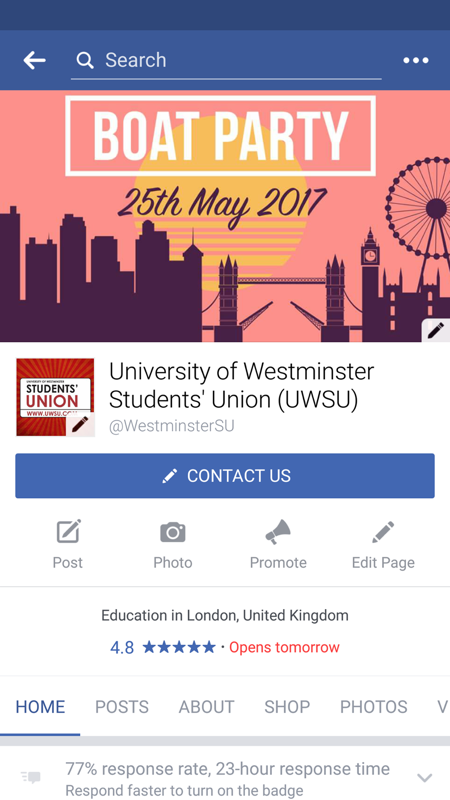 Search
BOAT PARTY
25th May 2017
UNIVERSITY OF WESTMINSTER
STUDENTS'
UNION
WWW.UWSU.CO
University of Westminster
Students' Union (UWSU)
@WestminsterSU
CONTACT US
Post Photo Promote Edit Page
Education in London, United Kingdom
4.8 ★★★★★ · Opens tomorrow
HOME POSTS ABOUT SHOP PHOTOS V
77% response rate, 23-hour response time
Respond faster to turn on the badge